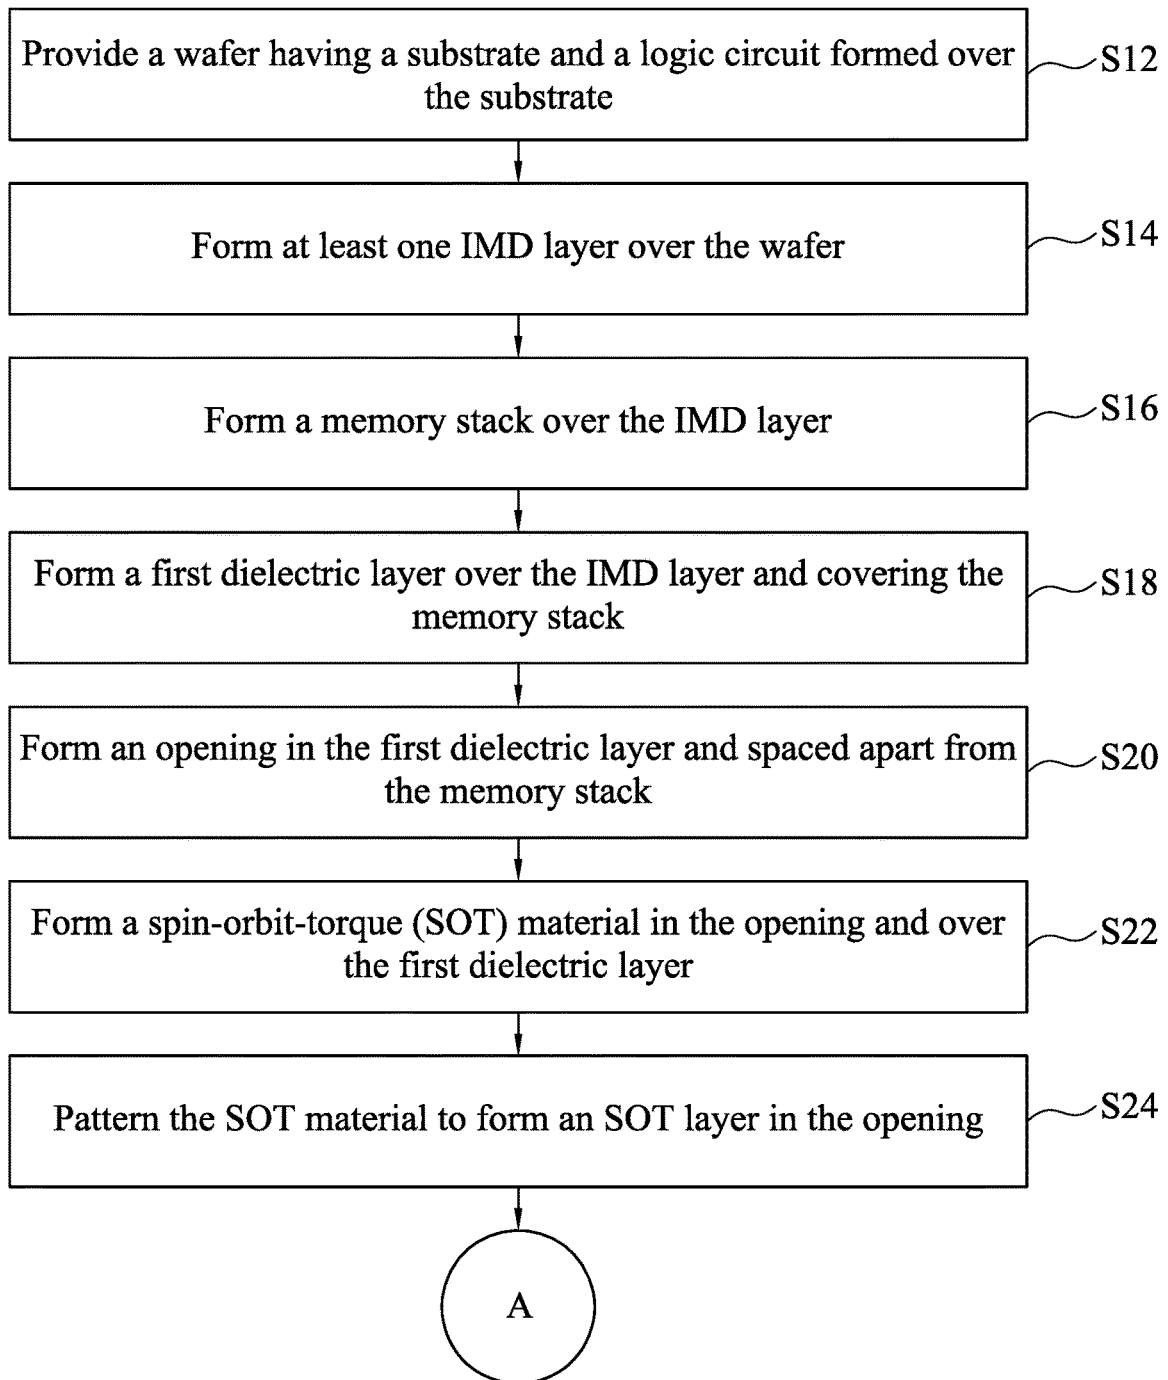 Provide a wafer having a substrate and a logic circuit formed over
the substrate
S12
Form at least one IMD layer over the wafer
S14
Form a memory stack over the IMD layer
S16
Form a first dielectric layer over the IMD layer and covering the
memory stack
S18
Form an opening in the first dielectric layer and spaced apart from
the memory stack
S20
Form a spin-orbit-torque (SOT) material in the opening and over
the first dielectric layer
S22
Pattern the SOT material to form an SOT layer in the opening
S24
A